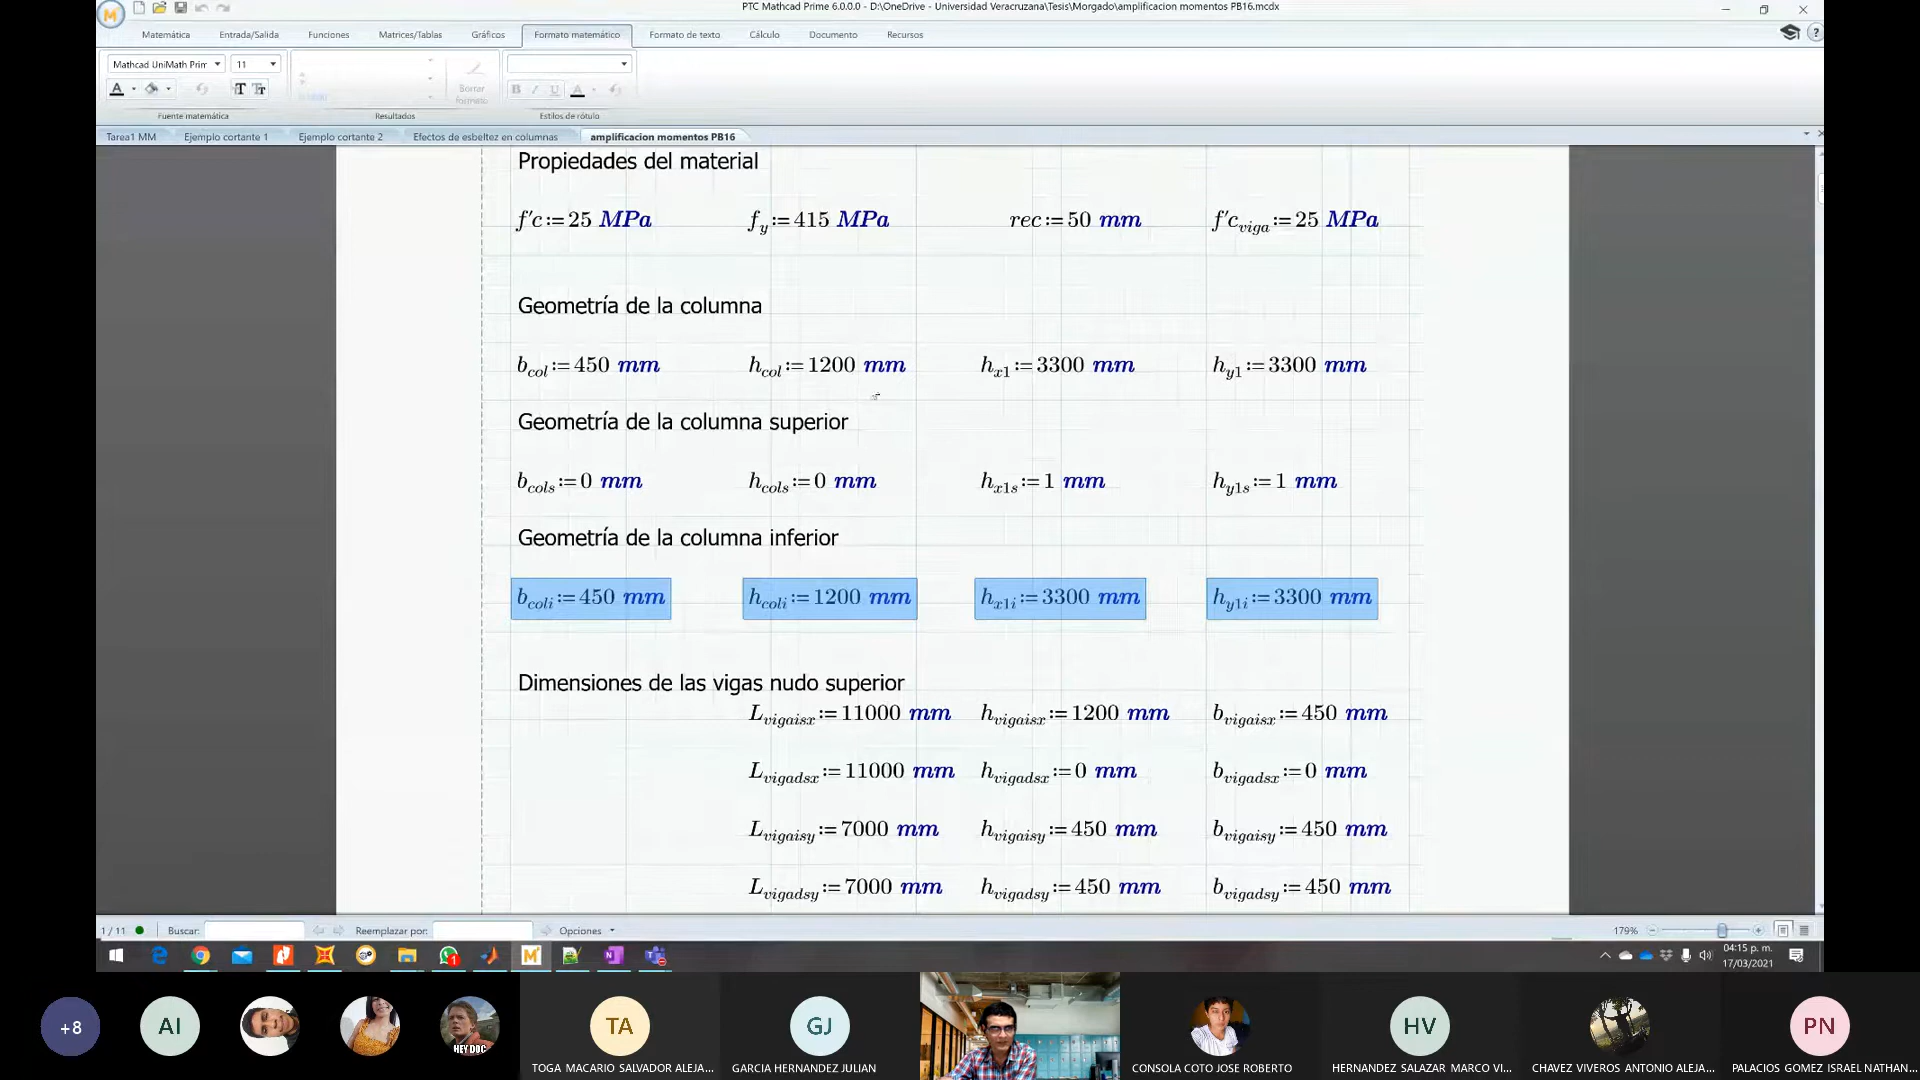 PTC Mathcad Prime 6.0.0.0 - D:\OneDrive - Universidad Veracruzana\Tesis\Morgado\amplificacion momentos PB16.mcdx
Matemática Entrada/Salida Funciones Matrices/Tablas Gráficos Formato matemático Formato de texto Cálculo Documento Recursos
Mathcad UniMath Prim 11
Borrar
formato
Fuente matemática Resultados Estilos de rótulo
Tarea1 MM Ejemplo cortante 1 Ejemplo cortante 2 Efectos de esbeltez en columnas amplificacion momentos PB16
Propiedades del material
f'c:=25 MPa f_y:=415 MPa rec:=50 mm f'c_viga:=25 MPa
Geometría de la columna
b_col:=450 mm h_col:=1200 mm h_x1:=3300 mm h_y1:=3300 mm
Geometría de la columna superior
b_cols:=0 mm h_cols:=0 mm h_x1s:=1 mm h_y1s:=1 mm
Geometría de la columna inferior
b_coli:=450 mm h_coli:=1200 mm h_x1i:=3300 mm h_y1i:=3300 mm
Dimensiones de las vigas nudo superior
L_vigaisx:=11000 mm h_vigaisx:=1200 mm b_vigaisx:=450 mm
L_vigadsx:=11000 mm h_vigadsx:=0 mm b_vigadsx:=0 mm
L_vigaisy:=7000 mm h_vigaisy:=450 mm b_vigaisy:=450 mm
L_vigadsy:=7000 mm h_vigadsy:=450 mm b_vigadsy:=450 mm
1 / 11 Buscar: Reemplazar por: Opciones 179%
04:15 p. m.
17/03/2021
+8 AI HEY DOC TA GJ HV PN
TOGA MACARIO SALVADOR ALEJA... GARCIA HERNANDEZ JULIAN CONSOLA COTO JOSE ROBERTO HERNANDEZ SALAZAR MARCO VI... CHAVEZ VIVEROS ANTONIO ALEJA... PALACIOS GOMEZ ISRAEL NATHAN...